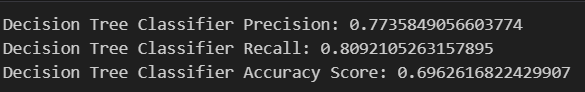 Decision Tree Classifier Precision: 0.7735849056603774
Decision Tree Classifier Recall: 0.8092105263157895
Decision Tree Classifier Accuracy Score: 0.6962616822429907